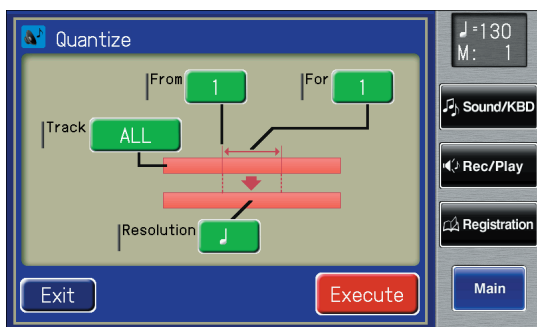 Quantize
♩=130
M: 1
From 1
For 1
Track ALL
Resolution ♩
Exit
Execute
Sound/KBD
Rec/Play
Registration
Main